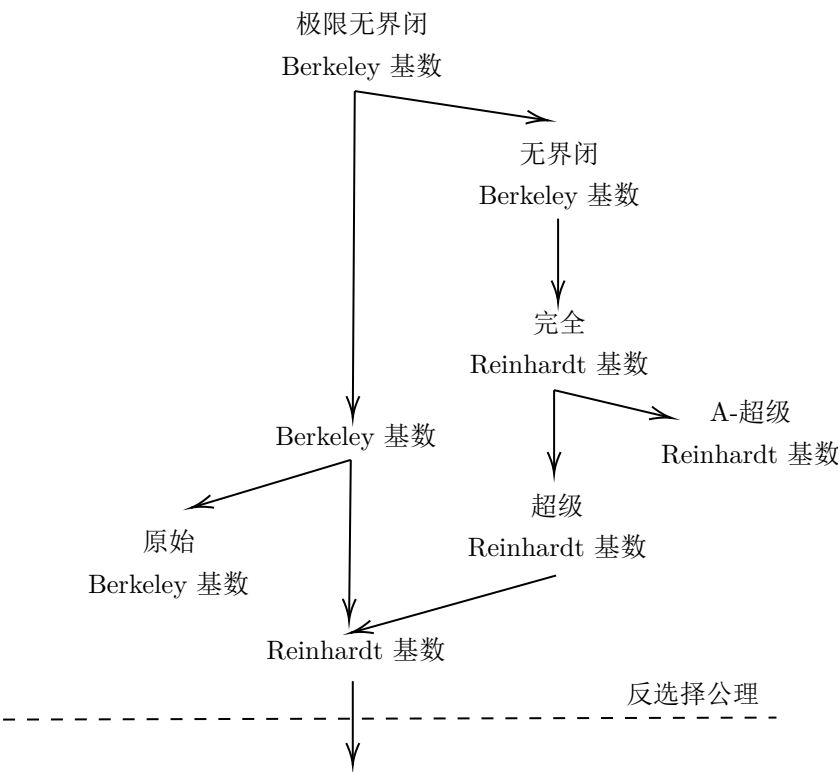 极限无界闭
Berkeley 基数
无界闭
Berkeley 基数
完全
Reinhardt 基数
A-超级
Reinhardt 基数
Berkeley 基数
超级
Reinhardt 基数
原始
Berkeley 基数
Reinhardt 基数
反选择公理